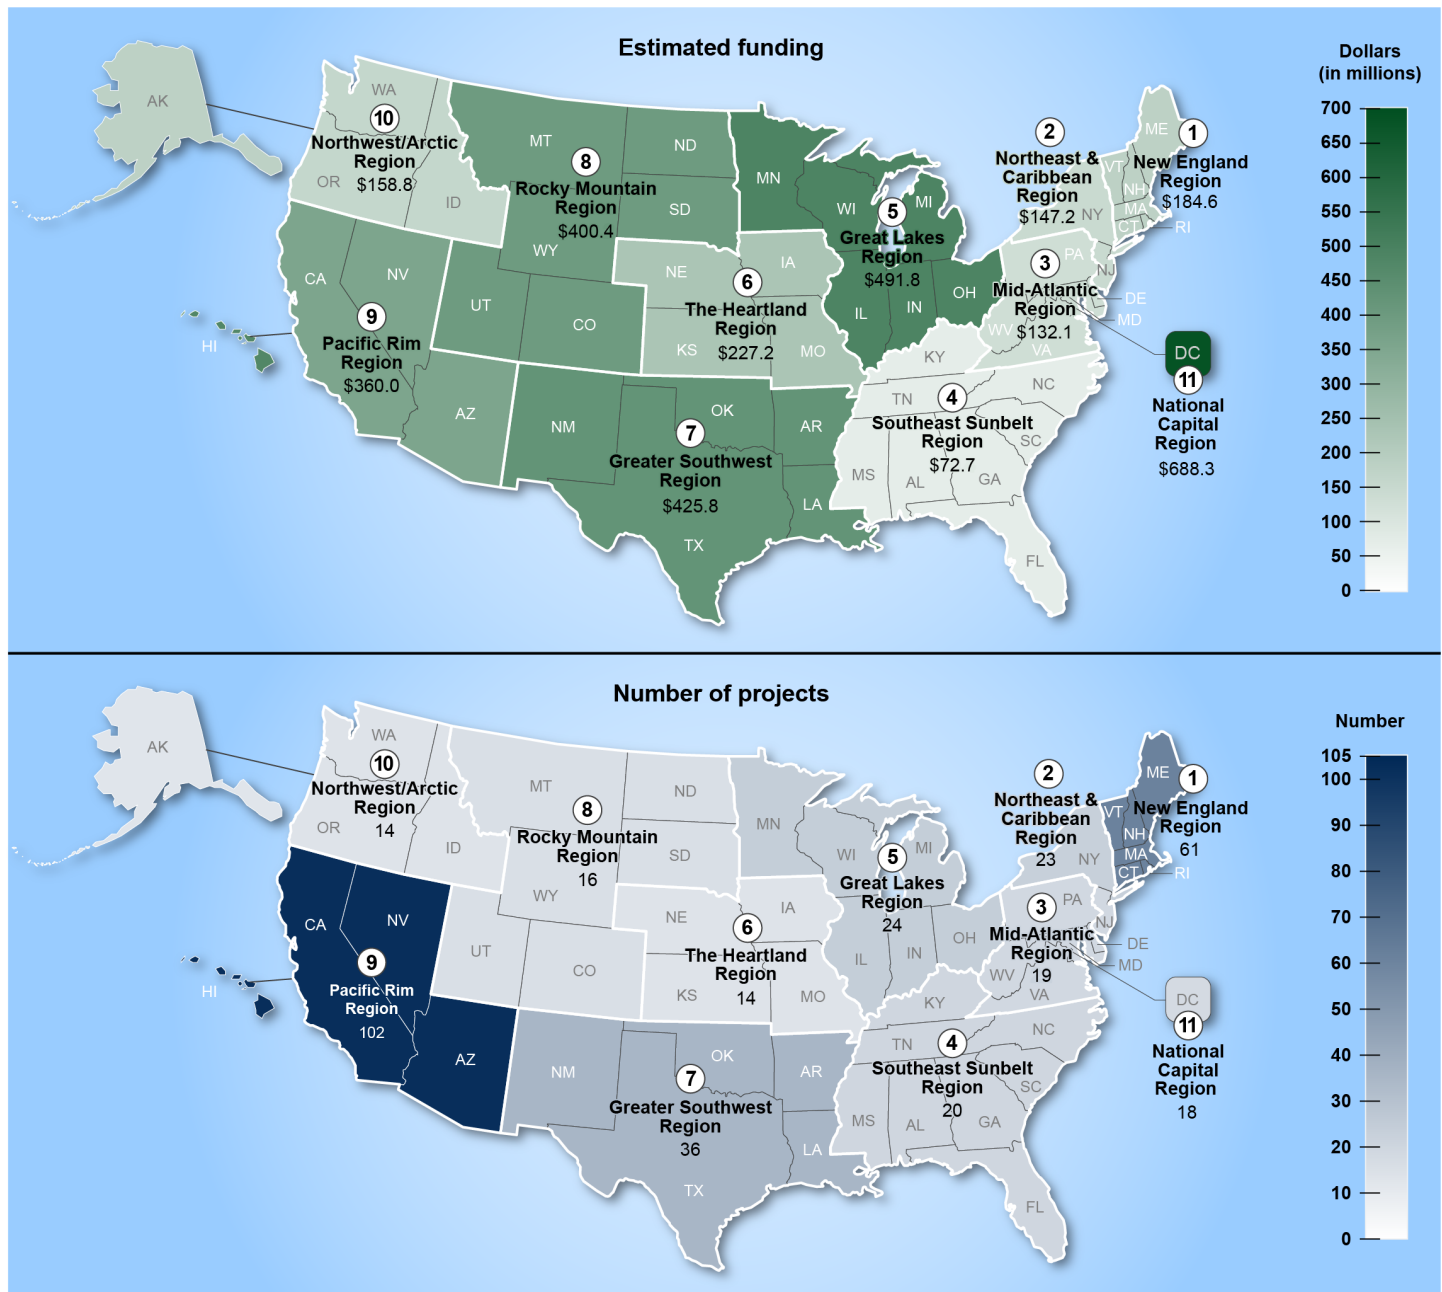 Estimated funding
Dollars
(in millions)
700
650
600
550
500
450
400
350
300
250
200
150
100
50
0
AK
WA
10
Northwest/Arctic
Region
$158.8
OR
ID
MT
ND
8
Rocky Mountain
Region
$400.4
SD
WY
UT
CO
MN
WI
MI
5
Great Lakes
Region
$491.8
IL
IN
OH
2
Northeast &
Caribbean
Region
$147.2
NY
NJ
ME
1
New England
Region
$184.6
VT
NH
MA
CT
RI
3
Mid-Atlantic
Region
$132.1
PA
WV
VA
DE
MD
DC
11
National
Capital
Region
$688.3
CA
NV
9
Pacific Rim
Region
$360.0
AZ
HI
NE
IA
6
The Heartland
Region
$227.2
KS
MO
NM
OK
AR
7
Greater Southwest
Region
$425.8
TX
LA
KY
TN
NC
4
Southeast Sunbelt
Region
$72.7
SC
MS
AL
GA
FL
Number of projects
Number
105
100
90
80
70
60
50
40
30
20
10
0
AK
WA
10
Northwest/Arctic
Region
14
OR
ID
MT
ND
8
Rocky Mountain
Region
16
SD
WY
UT
CO
MN
WI
MI
5
Great Lakes
Region
24
IL
IN
OH
2
Northeast &
Caribbean
Region
23
NY
NJ
ME
1
New England
Region
61
VT
NH
MA
CT
RI
3
Mid-Atlantic
Region
19
PA
WV
VA
DE
MD
DC
11
National
Capital
Region
18
CA
NV
9
Pacific Rim
Region
102
AZ
HI
NE
IA
6
The Heartland
Region
14
KS
MO
NM
OK
AR
7
Greater Southwest
Region
36
TX
LA
KY
TN
NC
4
Southeast Sunbelt
Region
20
SC
MS
AL
GA
FL